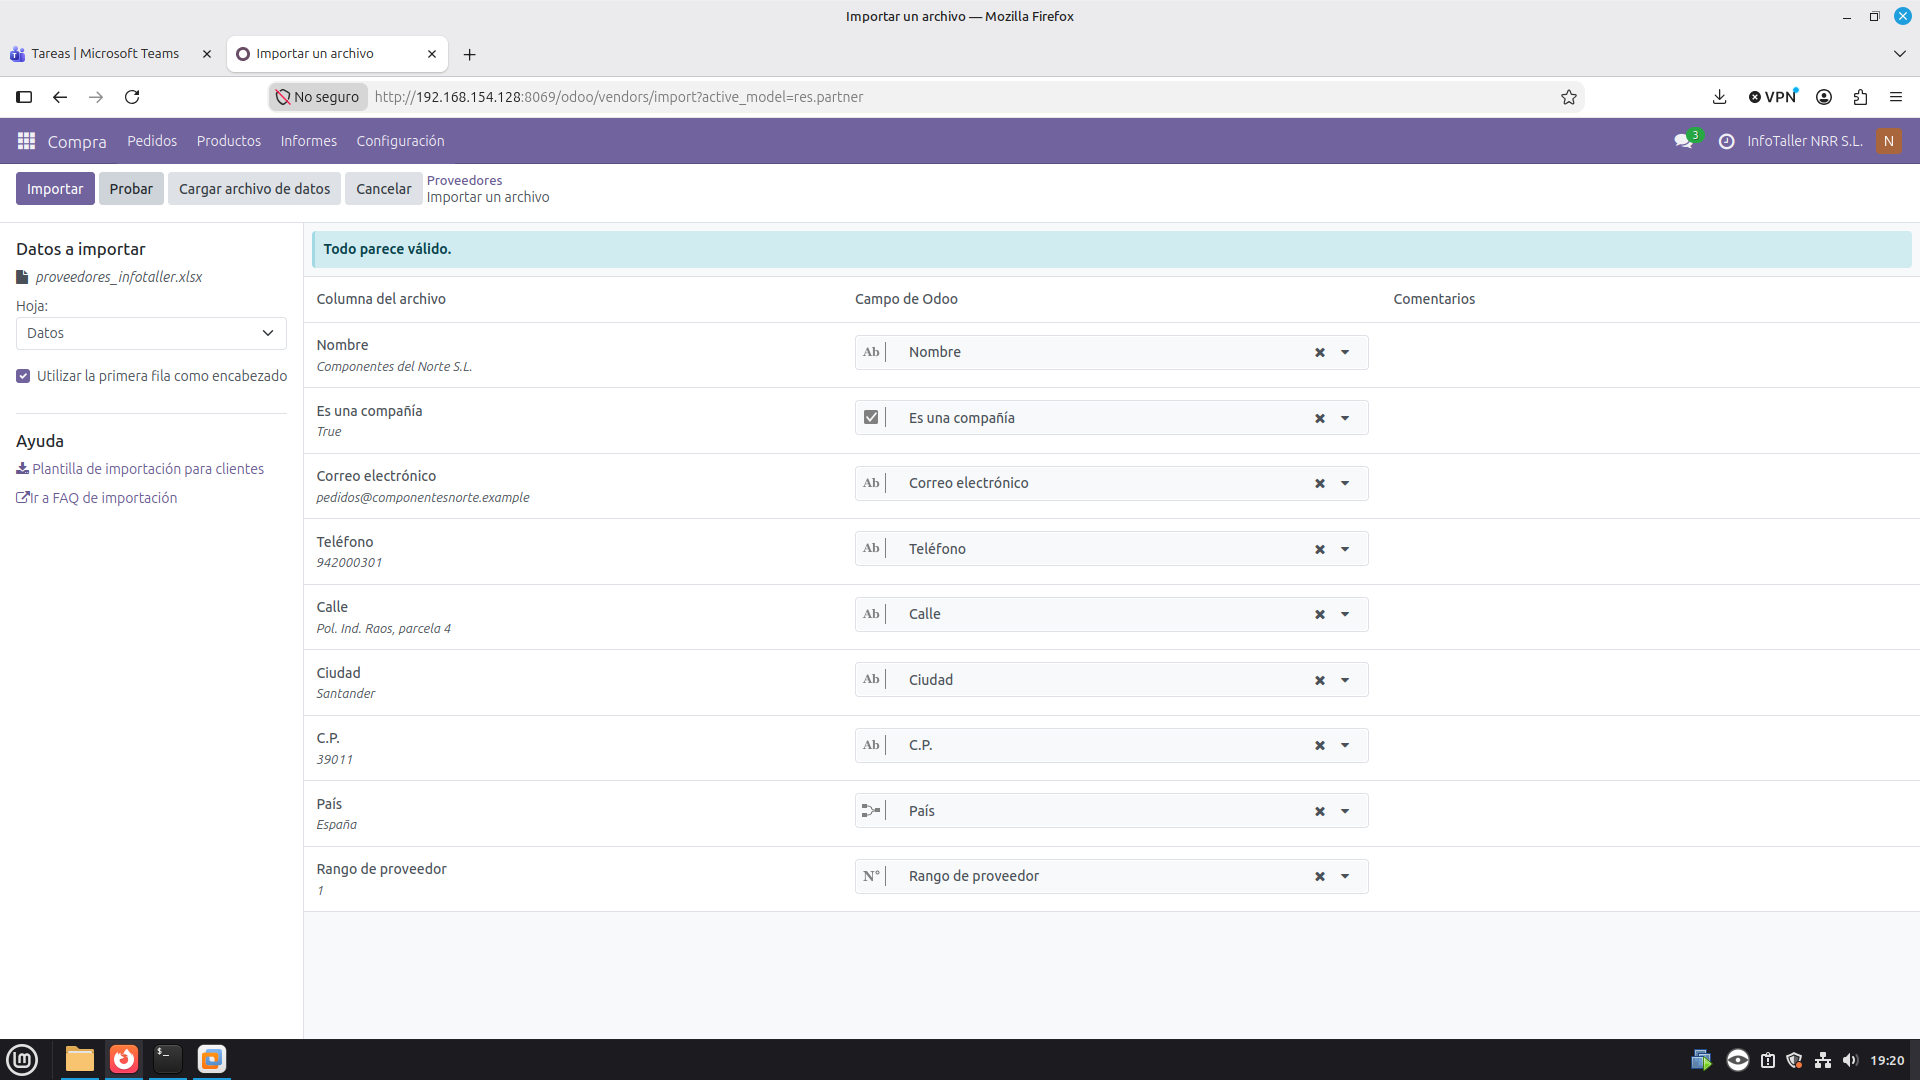 Importar un archivo — Mozilla Firefox
Tareas | Microsoft Teams
Importar un archivo
No seguro
http://192.168.154.128:8069/odoo/vendors/import?active_model=res.partner
VPN
Compra
Pedidos
Productos
Informes
Configuración
3
InfoTaller NRR S.L.
N
Importar
Probar
Cargar archivo de datos
Cancelar
Proveedores
Importar un archivo
Datos a importar
proveedores_infotaller.xlsx
Hoja:
Datos
Utilizar la primera fila como encabezado
Ayuda
Plantilla de importación para clientes
Ir a FAQ de importación
Todo parece válido.
Columna del archivo
Campo de Odoo
Comentarios
Nombre
Componentes del Norte S.L.
Ab
Nombre
Es una compañía
True
Es una compañía
Correo electrónico
pedidos@componentesnorte.example
Ab
Correo electrónico
Teléfono
942000301
Ab
Teléfono
Calle
Pol. Ind. Raos, parcela 4
Ab
Calle
Ciudad
Santander
Ab
Ciudad
C.P.
39011
Ab
C.P.
País
España
País
Rango de proveedor
1
N°
Rango de proveedor
19:20